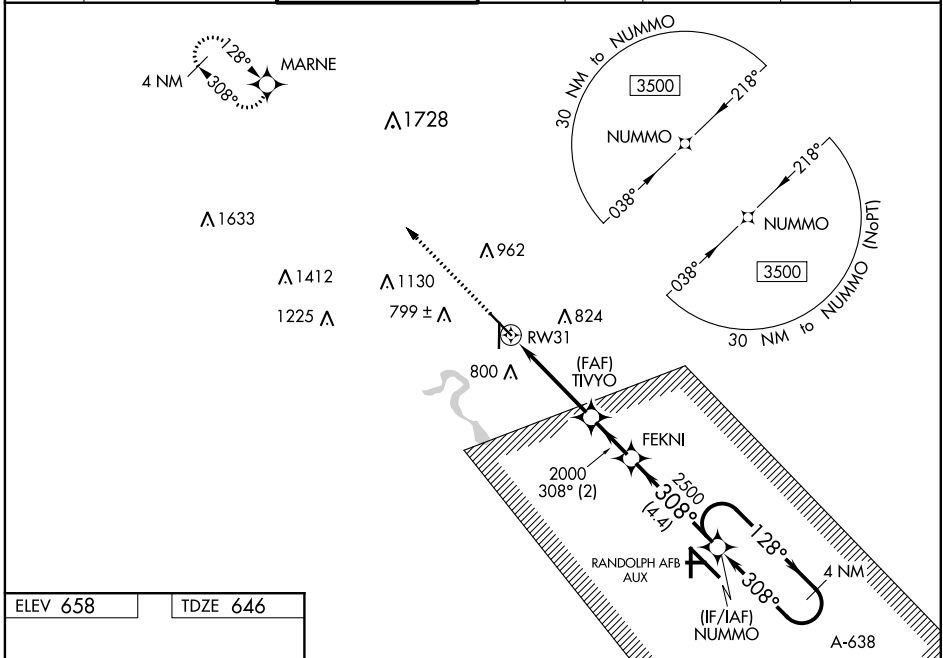 MARNE
128°
308°
4 NM
1728
1633
1412
1225
1130
799 ±
962
824
800
RW31
30 NM to NUMMO
3500
NUMMO
218°
038°
218°
NUMMO
038°
3500
30 NM to NUMMO (NoPT)
(FAF)
TIVYO
FEKNI
2000
308° (2)
2500
308°
(4.4)
128°
308°
4 NM
RANDOLPH AFB
AUX
(IF/IAF)
NUMMO
A-638
ELEV 658
TDZE 646